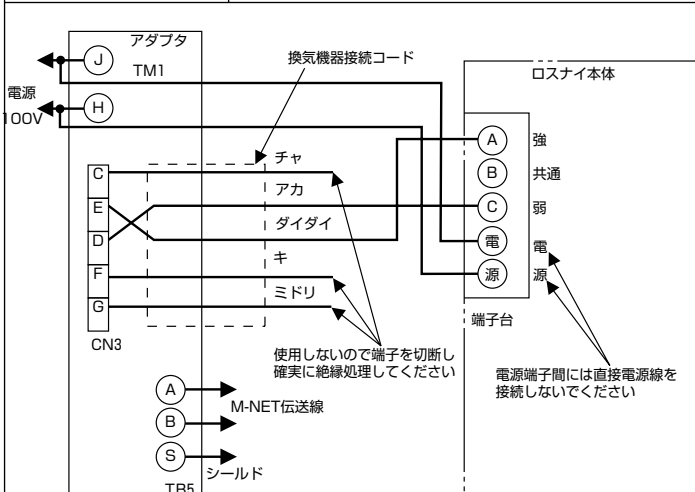 アダプタ
TM1
J
H
電源
100V
換気機器接続コード
ロスナイ本体
A
強
B
共通
C
弱
電
電
源
源
端子台
C
E
D
F
G
CN3
チャ
アカ
ダイダイ
キ
ミドリ
使用しないので端子を切断し
確実に絶縁処理してください
電源端子間には直接電源線を
接続しないでください
A
B
S
M-NET伝送線
シールド
TB5